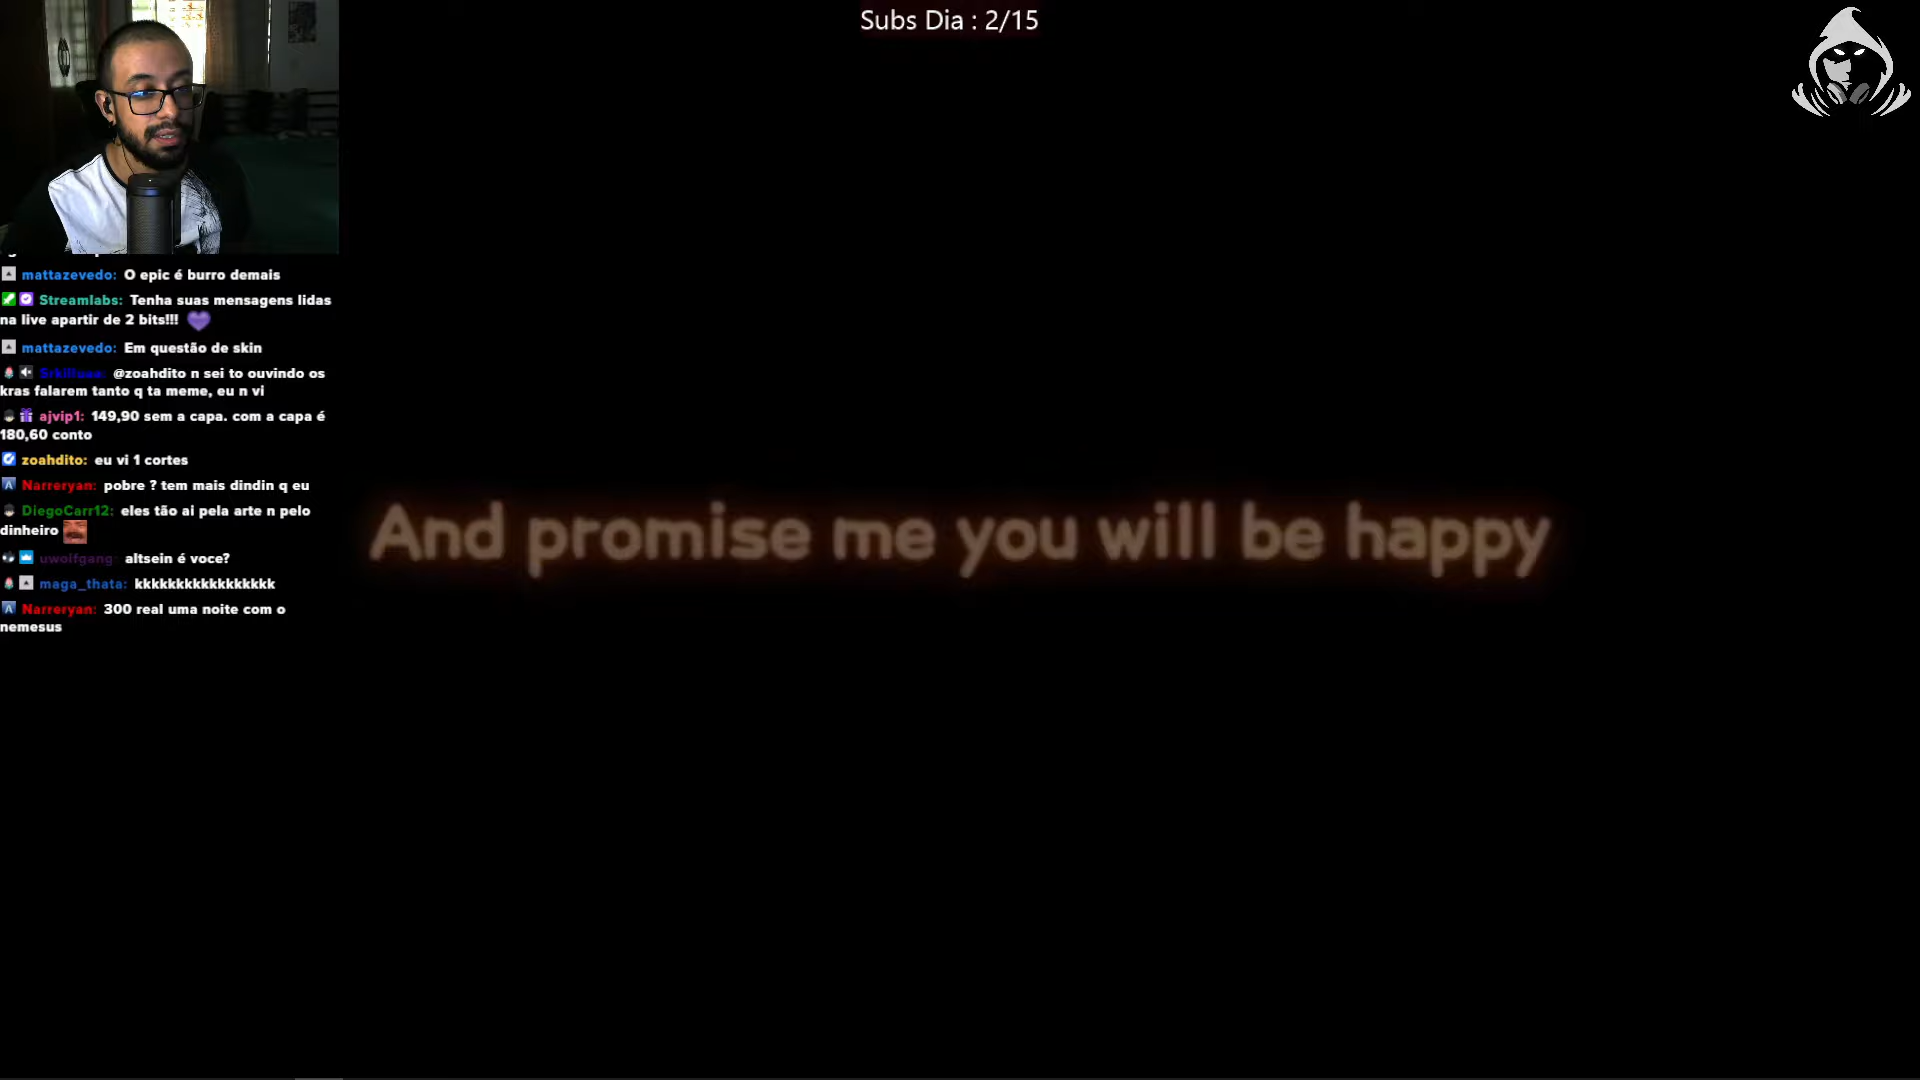 Subs Dia : 2/15
mattazevedo: O epic é burro demais
Streamlabs: Tenha suas mensagens lidas
na live apartir de 2 bits!!!
mattazevedo: Em questão de skin
@zoahdito n sei to ouvindo os
kras falarem tanto q ta meme, eu n vi
ajvip1: 149,90 sem a capa. com a capa é
180,60 conto
zoahdito: eu vi 1 cortes
Narreryan: pobre ? tem mais dindin q eu
DiegoCarr12: eles tão ai pela arte n pelo
dinheiro
uwolfgang: altsein é voce?
maga_thata: kkkkkkkkkkkkkkkkk
Narreryan: 300 real uma noite com o
nemesus
And promise me you will be happy